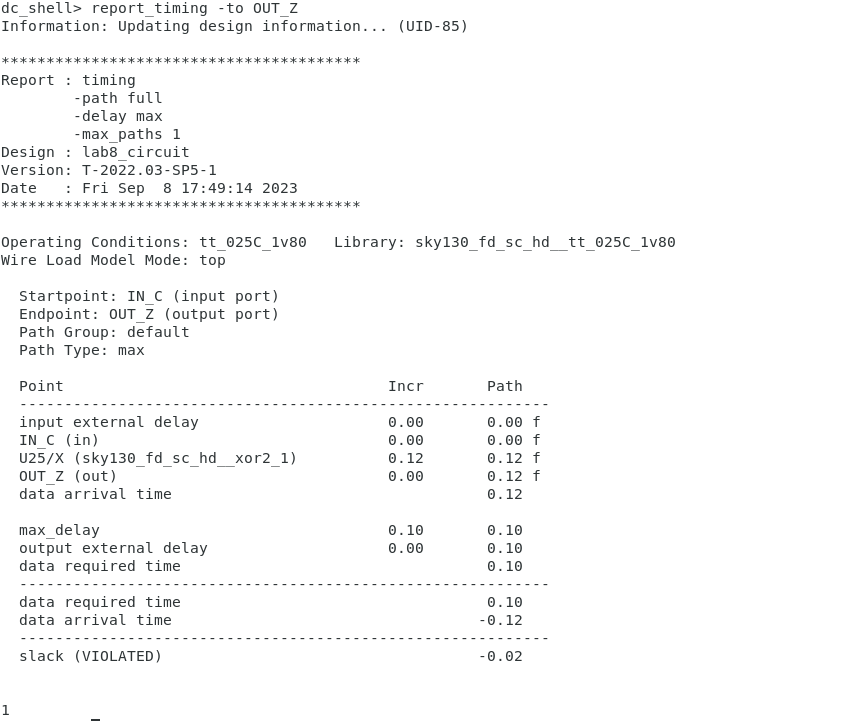 dc_shell> report_timing -to OUT_Z
Information: Updating design information... (UID-85)
****************************************
Report : timing
        -path full
        -delay max
        -max_paths 1
Design : lab8_circuit
Version: T-2022.03-SP5-1
Date   : Fri Sep  8 17:49:14 2023
****************************************
Operating Conditions: tt_025C_1v80   Library: sky130_fd_sc_hd__tt_025C_1v80
Wire Load Model Mode: top
  Startpoint: IN_C (input port)
  Endpoint: OUT_Z (output port)
  Path Group: default
  Path Type: max
  Point                                    Incr       Path
  -----------------------------------------------------------
  input external delay                     0.00       0.00 f
  IN_C (in)                                0.00       0.00 f
  U25/X (sky130_fd_sc_hd__xor2_1)          0.12       0.12 f
  OUT_Z (out)                              0.00       0.12 f
  data arrival time                                   0.12
  max_delay                                0.10       0.10
  output external delay                    0.00       0.10
  data required time                                  0.10
  -----------------------------------------------------------
  data required time                                  0.10
  data arrival time                                  -0.12
  -----------------------------------------------------------
  slack (VIOLATED)                                   -0.02
1